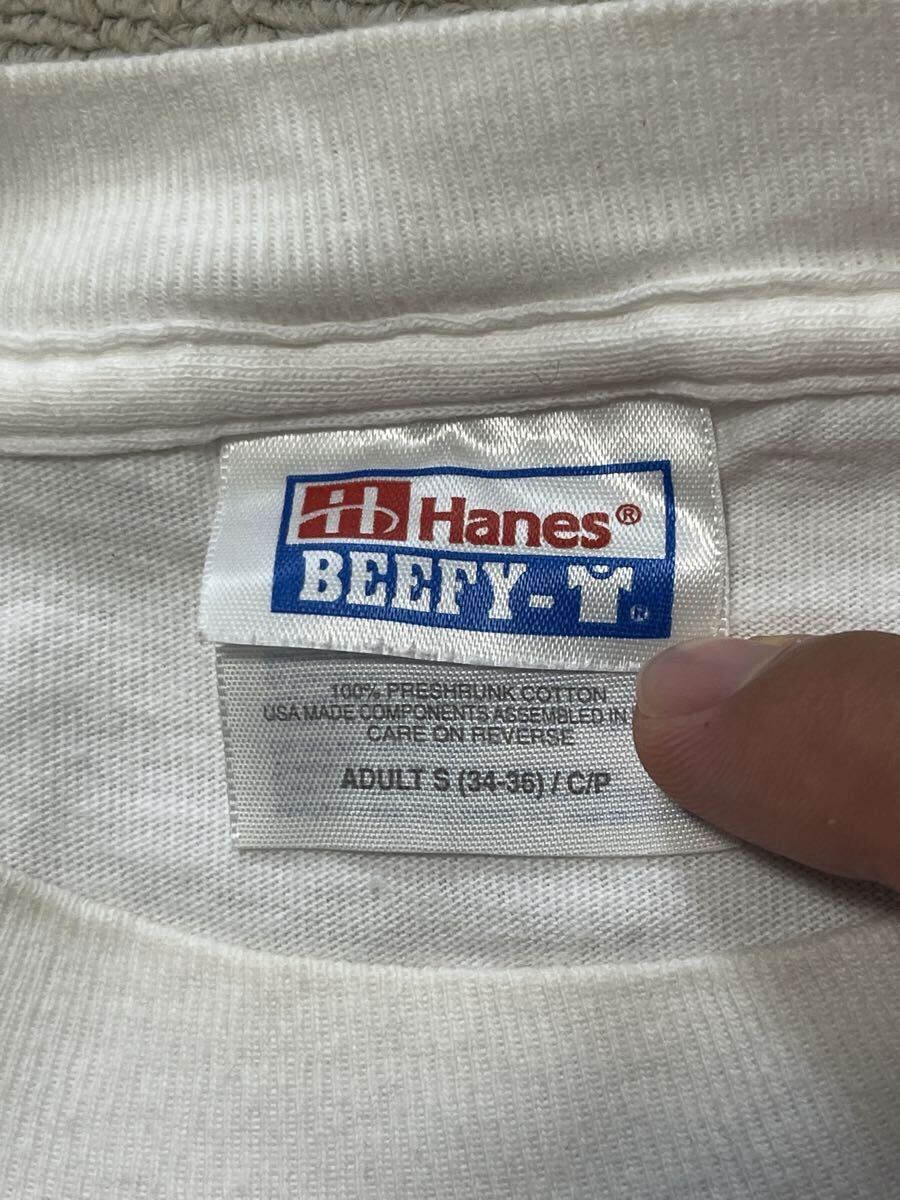 H Hanes®
BEEFY-T®
100% PRESHRUNK COTTON
USA MADE COMPONENTS ASSEMBLED IN
CARE ON REVERSE
ADULT S (34-36) / C/P